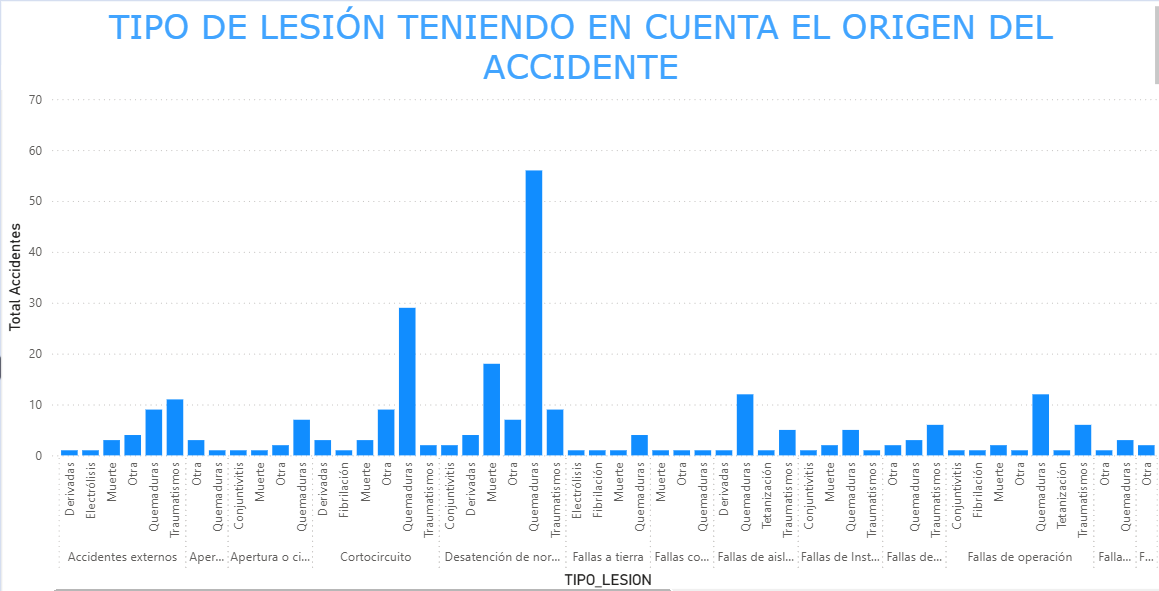 TIPO DE LESIÓN TENIENDO EN CUENTA EL ORIGEN DEL
ACCIDENTE
Total Accidentes
70
60
50
40
30
20
10
0
Derivadas
Electrólisis
Muerte
Otra
Quemaduras
Traumatismos
Otra
Quemaduras
Conjuntivitis
Muerte
Otra
Quemaduras
Derivadas
Fibrilación
Muerte
Otra
Quemaduras
Traumatismos
Conjuntivitis
Derivadas
Muerte
Otra
Quemaduras
Traumatismos
Electrólisis
Fibrilación
Muerte
Quemaduras
Muerte
Otra
Quemaduras
Derivadas
Quemaduras
Tetanización
Traumatismos
Conjuntivitis
Muerte
Quemaduras
Traumatismos
Otra
Quemaduras
Traumatismos
Conjuntivitis
Fibrilación
Muerte
Otra
Quemaduras
Tetanización
Traumatismos
Otra
Quemaduras
Otra
Accidentes externos
Aper...
Apertura o ci...
Cortocircuito
Desatención de nor...
Fallas a tierra
Fallas co...
Fallas de aisl...
Fallas de Inst...
Fallas de...
Fallas de operación
Falla...
F...
TIPO_LESION